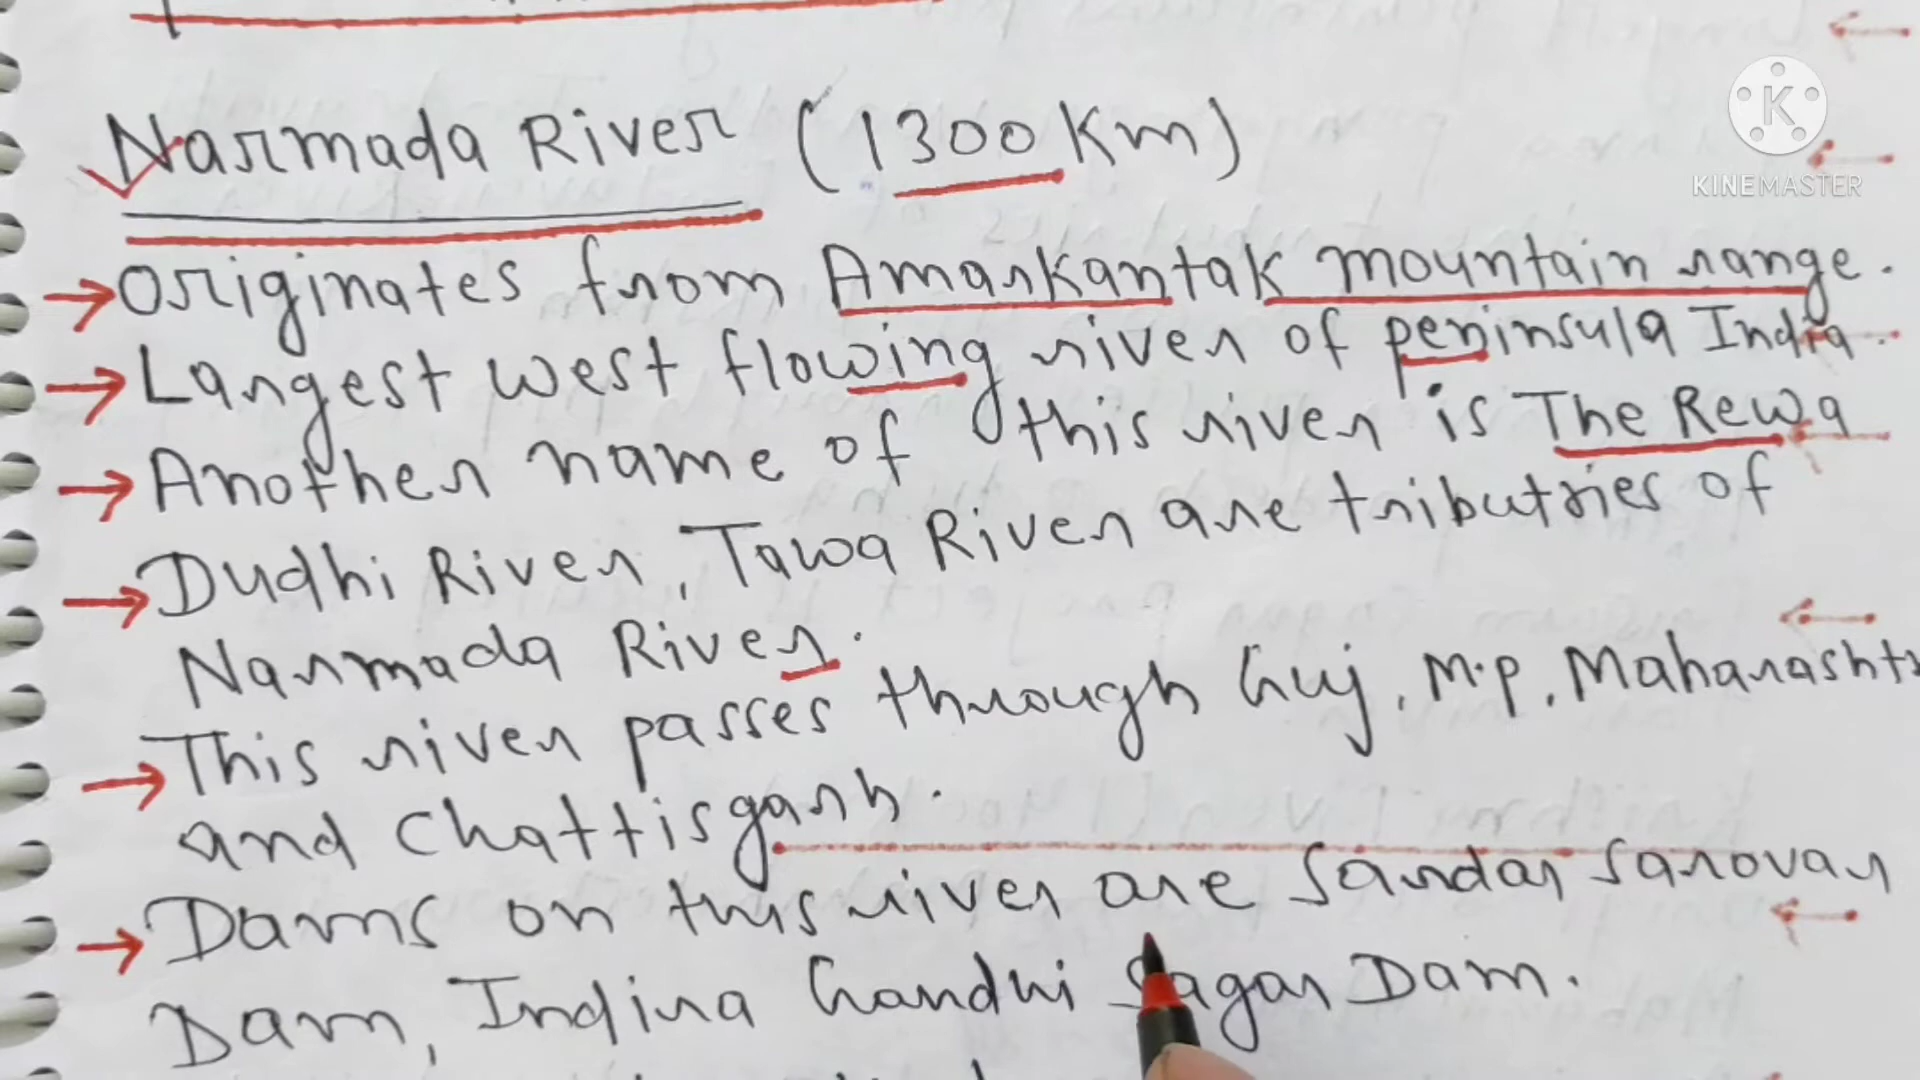 Narmada River (1300 Km)
KINEMASTER
→ Originates from Amarkantak mountain range.
→ Largest west flowing river of peninsula India.
→ Another name of this river is The Rewa
→ Dudhi River, Tawa River are tributries of
Narmada River.
→ This river passes through Guj, M.P, Maharasht
and Chattisgarh.
→ Dams on this river are Sardar Sarovar
Dam, Indira Gandhi Sagar Dam.